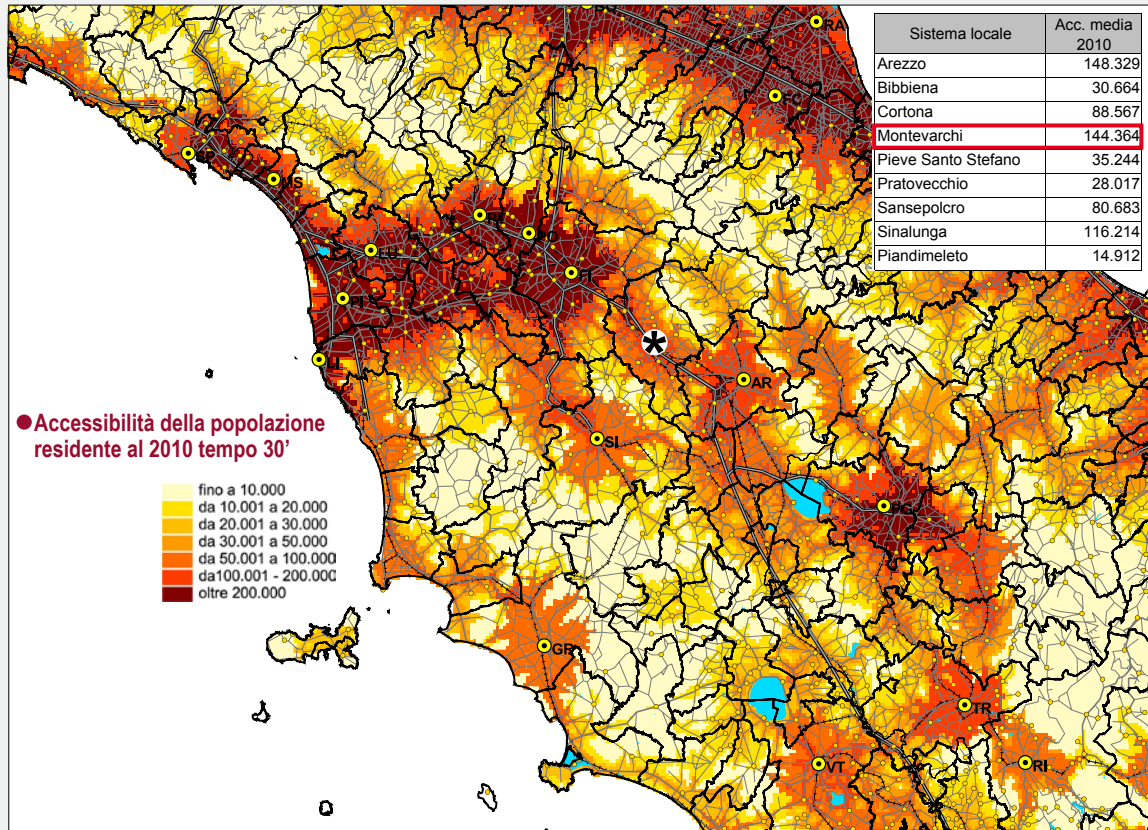 Sistema locale Acc. media 2010
Arezzo 148.329
Bibbiena 30.664
Cortona 88.567
Montevarchi 144.364
Pieve Santo Stefano 35.244
Pratovecchio 28.017
Sansepolcro 80.683
Sinalunga 116.214
Piandimeleto 14.912
RA
FO
MS
LU
PI
FI
*
AR
SI
GR
TR
RI
VT
Accessibilità della popolazione
residente al 2010 tempo 30'
fino a 10.000
da 10.001 a 20.000
da 20.001 a 30.000
da 30.001 a 50.000
da 50.001 a 100.000
da100.001 - 200.000
oltre 200.000